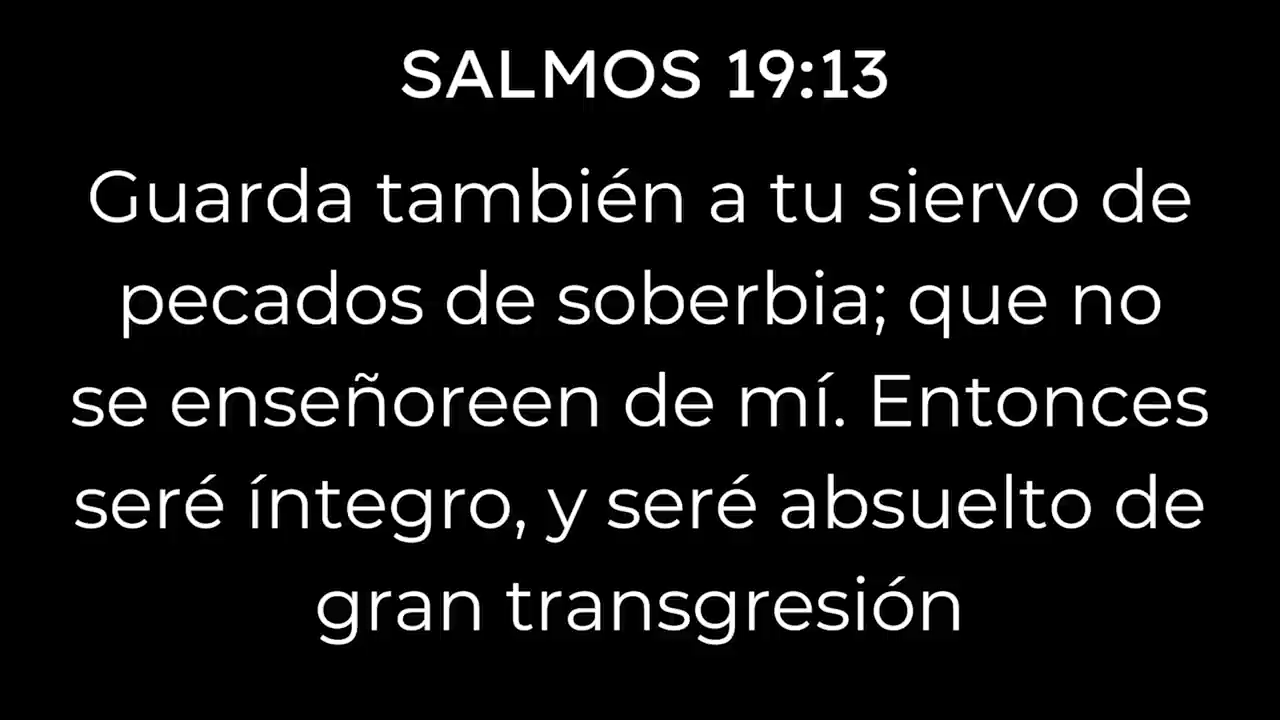 SALMOS 19:13
Guarda también a tu siervo de
pecados de soberbia; que no
se enseñoreen de mí. Entonces
seré íntegro, y seré absuelto de
gran transgresión